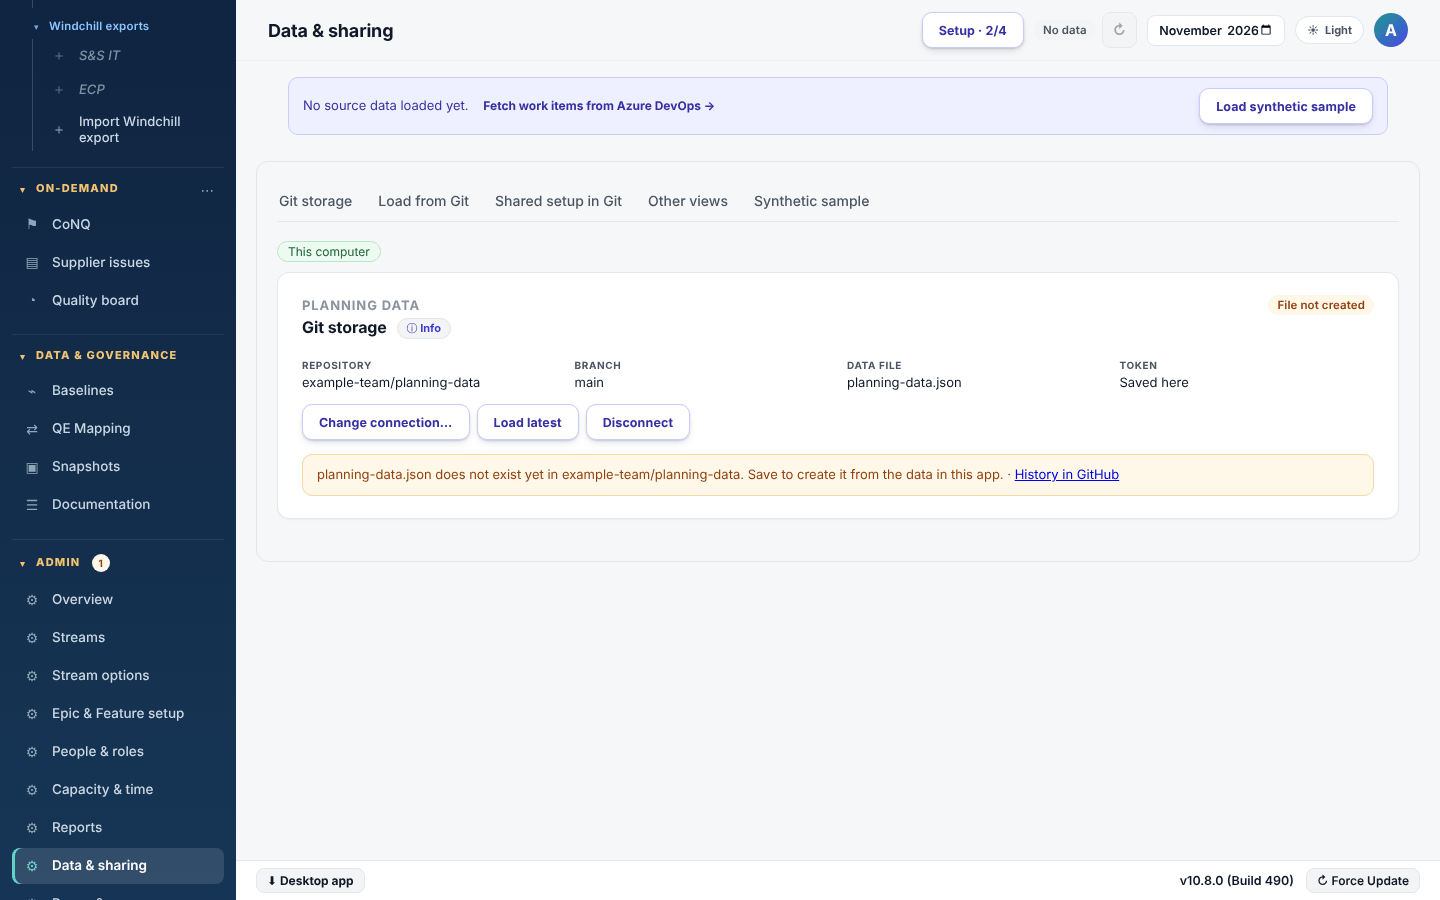 Windchill exports
S&S IT
ECP
Import Windchill
export
ON-DEMAND
CoNQ
Supplier issues
Quality board
DATA & GOVERNANCE
Baselines
QE Mapping
Snapshots
Documentation
ADMIN 1
Overview
Streams
Stream options
Epic & Feature setup
People & roles
Capacity & time
Reports
Data & sharing
Data & sharing
Setup · 2/4
No data
November 2026
Light
A
No source data loaded yet. Fetch work items from Azure DevOps →
Load synthetic sample
Git storage
Load from Git
Shared setup in Git
Other views
Synthetic sample
This computer
PLANNING DATA
File not created
Git storage
Info
REPOSITORY
example-team/planning-data
BRANCH
main
DATA FILE
planning-data.json
TOKEN
Saved here
Change connection...
Load latest
Disconnect
planning-data.json does not exist yet in example-team/planning-data. Save to create it from the data in this app. · History in GitHub
Desktop app
v10.8.0 (Build 490)
Force Update